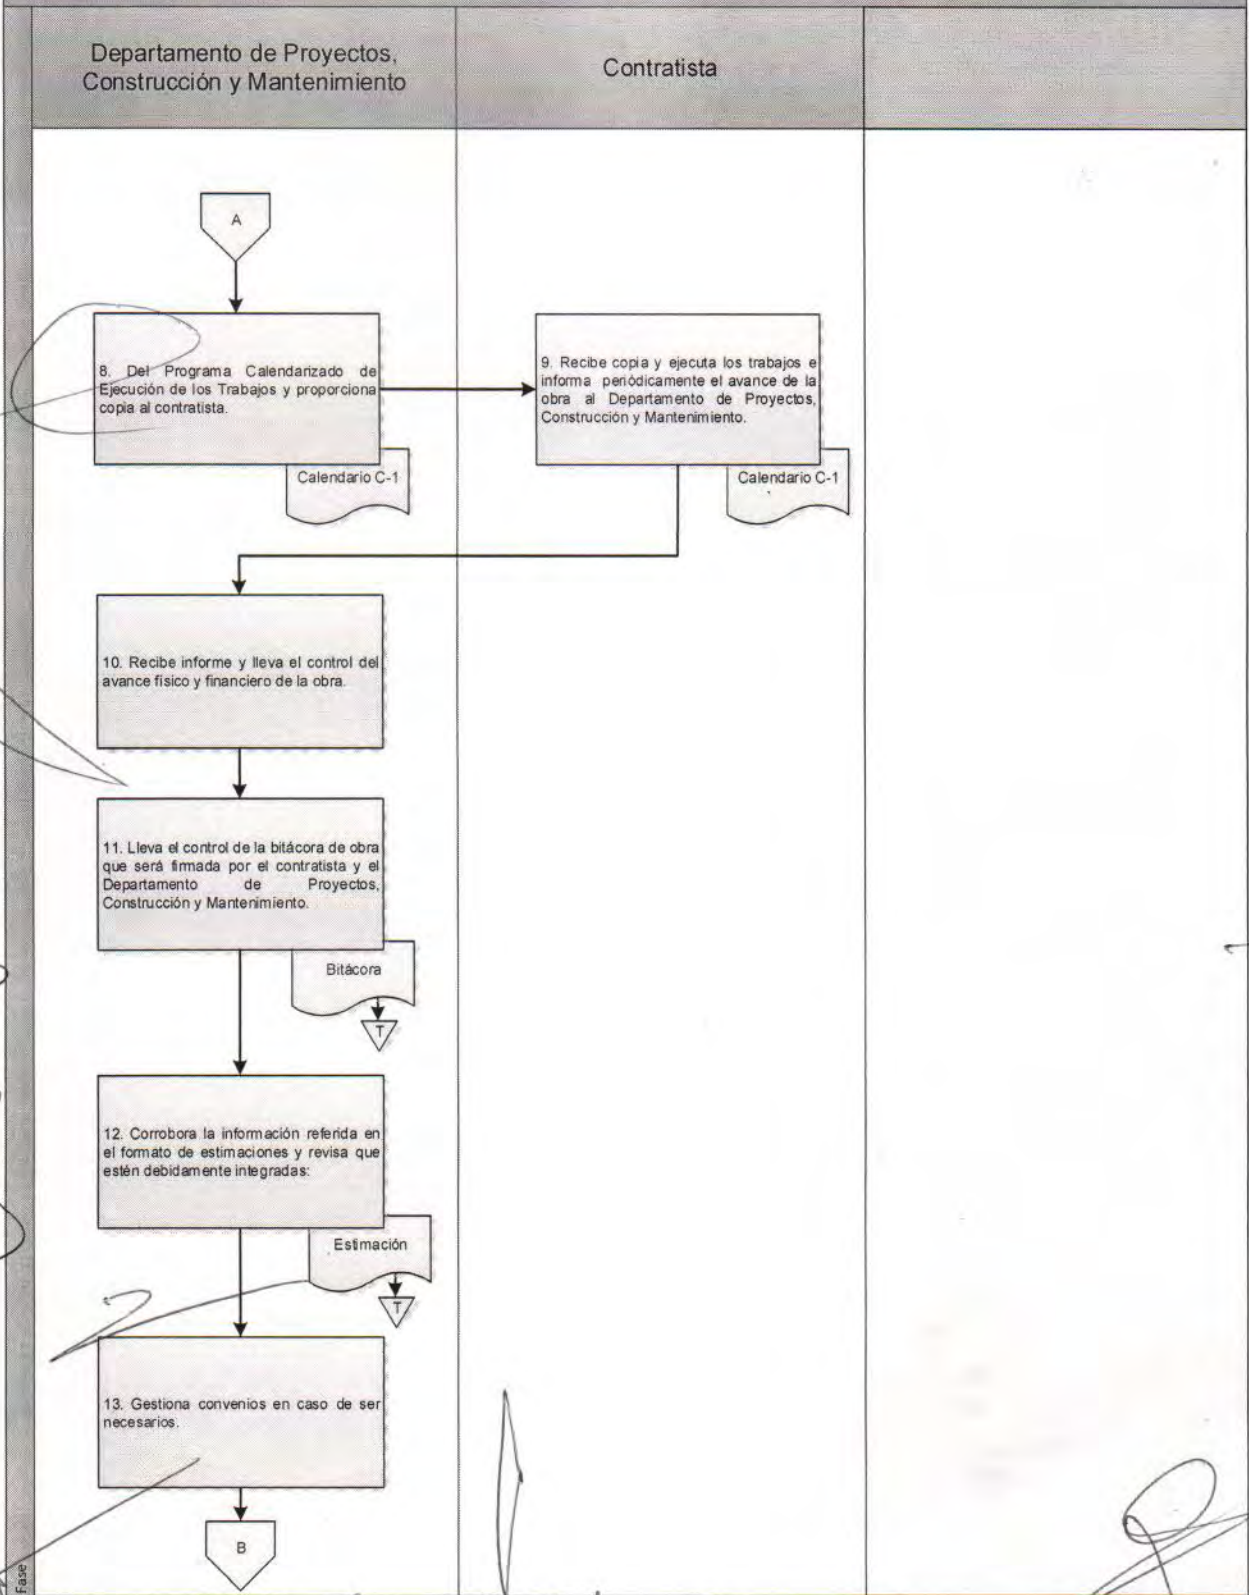 Departamento de Proyectos,
Construcción y Mantenimiento
Contratista
A
8. Del Programa Calendarizado de
Ejecución de los Trabajos y proporciona
copia al contratista.
Calendario C-1
9. Recibe copia y ejecuta los trabajos e
informa periódicamente el avance de la
obra al Departamento de Proyectos,
Construcción y Mantenimiento.
Calendario C-1
10. Recibe informe y lleva el control del
avance físico y financiero de la obra.
11. Lleva el control de la bitácora de obra
que será firmada por el contratista y el
Departamento de Proyectos,
Construcción y Mantenimiento.
Bitácora
T
12. Corrobora la información referida en
el formato de estimaciones y revisa que
estén debidamente integradas:
Estimación
T
13. Gestiona convenios en caso de ser
necesarios.
B
Fase